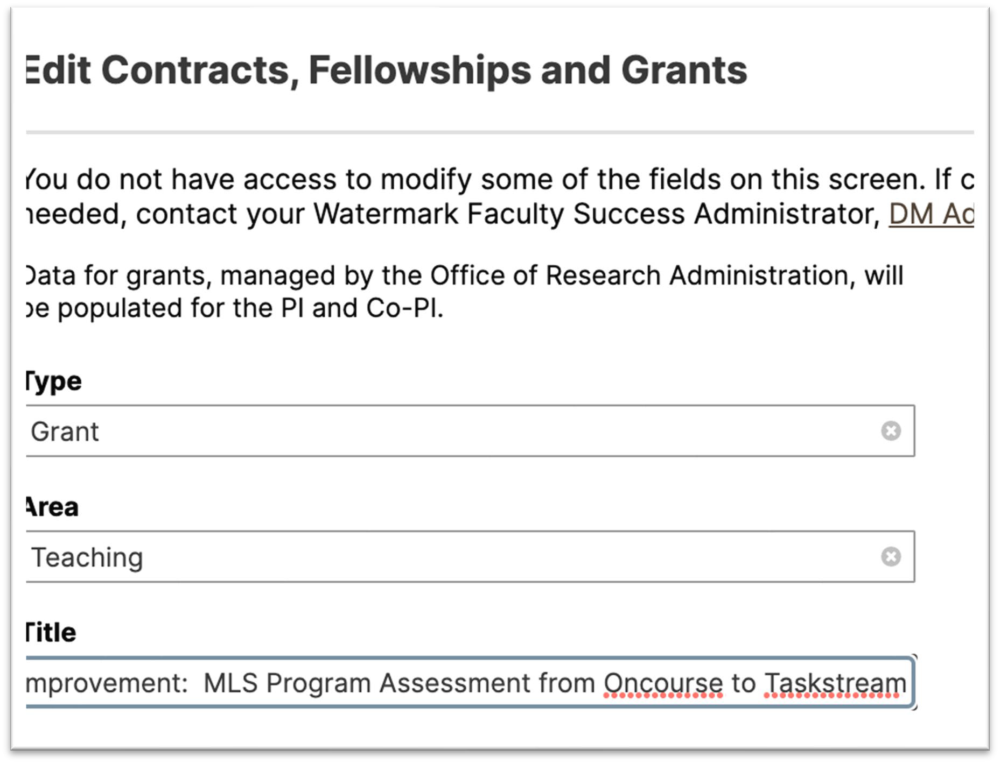 Edit Contracts, Fellowships and Grants
You do not have access to modify some of the fields on this screen. If c
needed, contact your Watermark Faculty Success Administrator, DM Ad
Data for grants, managed by the Office of Research Administration, will
be populated for the PI and Co-PI.
Type
Grant
Area
Teaching
Title
mprovement:  MLS Program Assessment from Oncourse to Taskstream